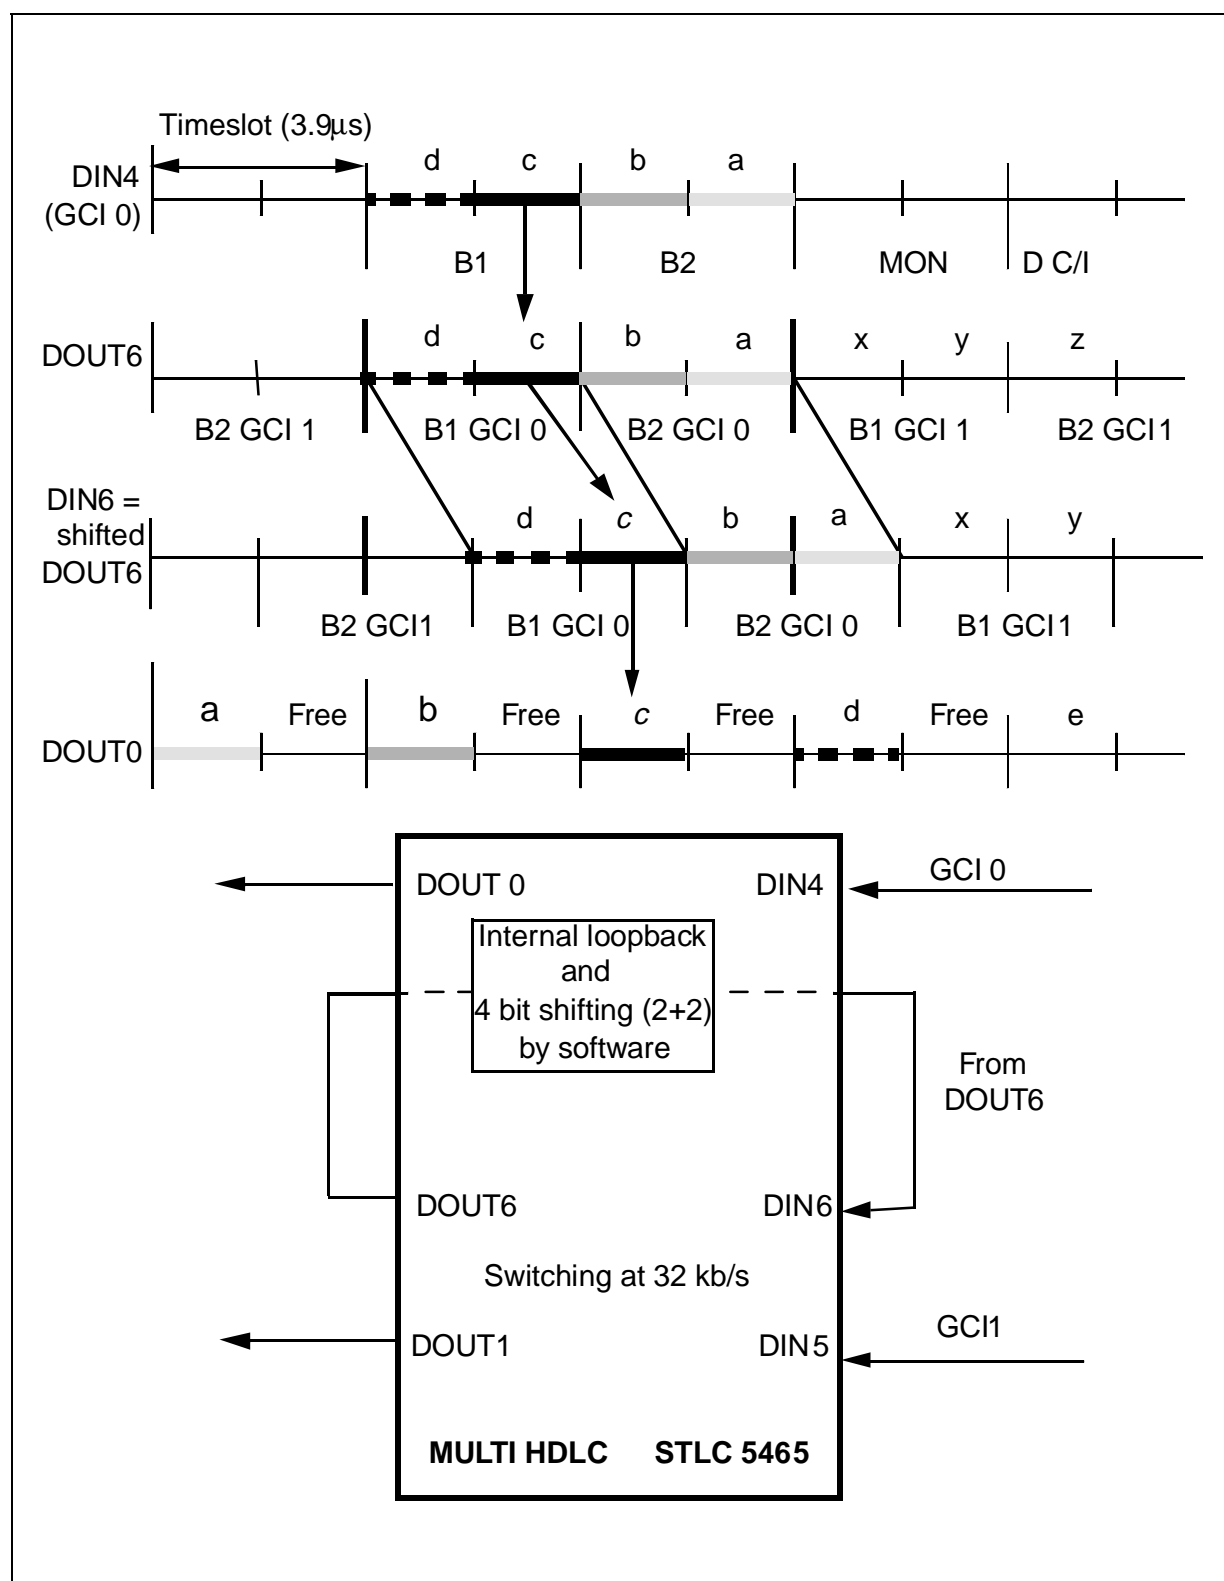 Timeslot (3.9µs)
d c b a
DIN4
(GCI 0)
B1 B2 MON D C/I
DOUT6
d c b a x y z
B2 GCI 1 B1 GCI 0 B2 GCI 0 B1 GCI 1 B2 GCI1
DIN6 =
shifted
DOUT6
d c b a x y
B2 GCI1 B1 GCI 0 B2 GCI 0 B1 GCI1
DOUT0
a Free b Free c Free d Free e
DOUT 0 DIN4 GCI 0
Internal loopback
and
4 bit shifting (2+2)
by software
From
DOUT6
DOUT6 DIN6
Switching at 32 kb/s
DOUT1 DIN5 GCI1
MULTI HDLC STLC 5465